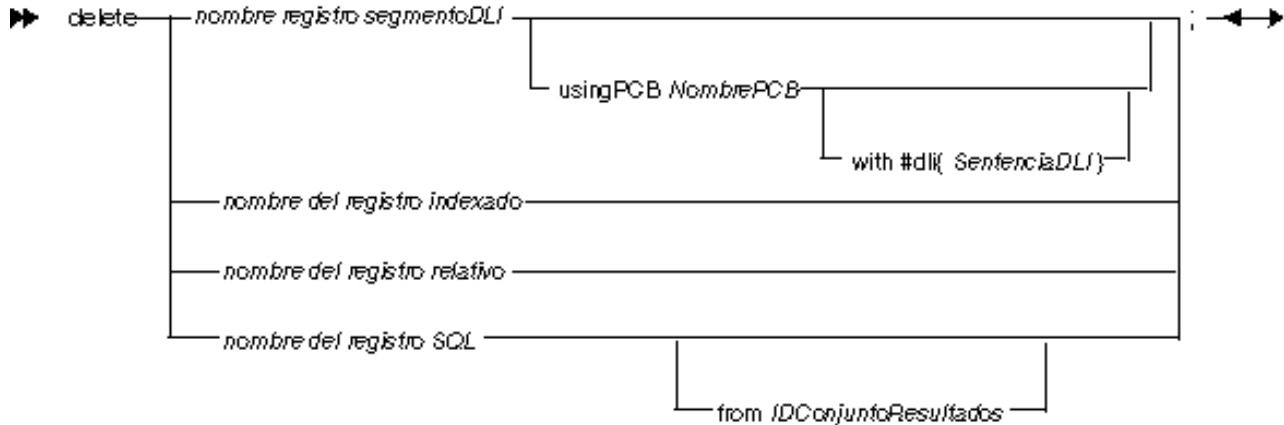 delete nombre registro segmentoDLI ;
usingPCB NombrePCB
with #dli{ SentenciaDLI }
nombre del registro indexado
nombre del registro relativo
nombre del registro SQL
from IDConjuntoResultados